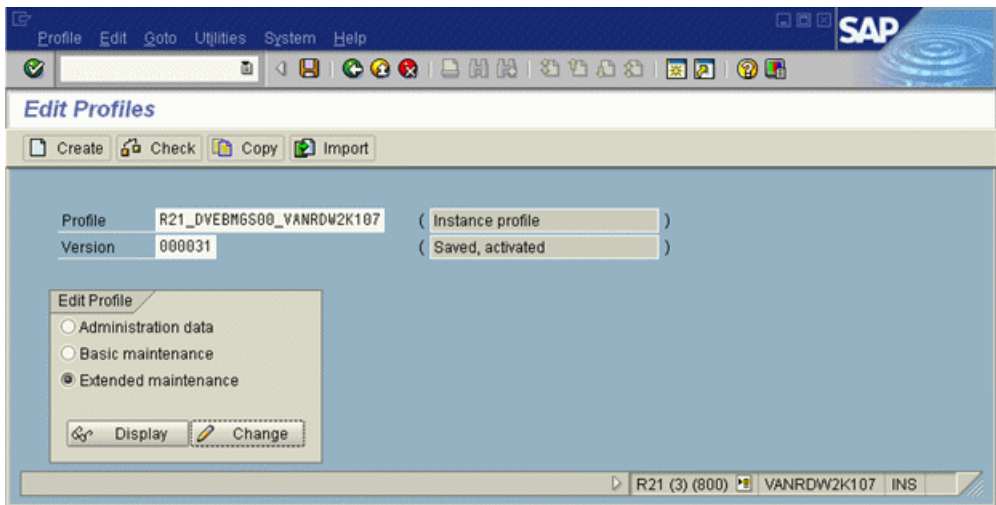 Profile Edit Goto Utilities System Help
SAP
Edit Profiles
Create Check Copy Import
Profile R21_DVEBMGS00_VANRDW2K107 ( Instance profile )
Version 000031 ( Saved, activated )
Edit Profile
Administration data
Basic maintenance
Extended maintenance
Display Change
R21 (3) (800) VANRDW2K107 INS